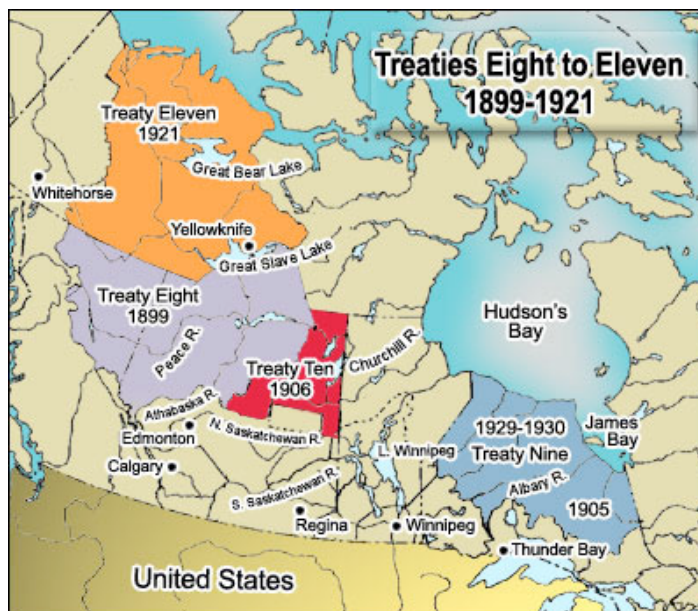 Treaties Eight to Eleven
1899-1921
Treaty Eleven
1921
Great Bear Lake
Whitehorse
Yellowknife
Great Slave Lake
Treaty Eight
1899
Peace R.
Hudson's
Bay
Treaty Ten
1906
Churchill R.
Athabaska R.
Edmonton
N. Saskatchewan R.
1929-1930
Treaty Nine
James
Bay
Calgary
L. Winnipeg
Albany R.
S. Saskatchewan R.
1905
Regina
Winnipeg
Thunder Bay
United States